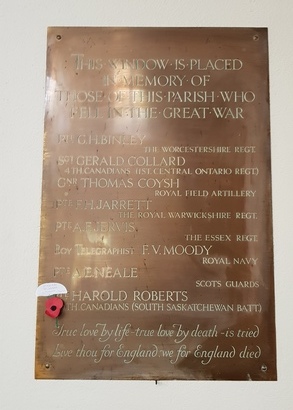 THIS WINDOW·IS·PLACED
IN MEMORY·OF
THOSE·OF·THIS·PARISH·WHO
FELL·IN·THE·GREAT·WAR
PTE G.H.BINLEY
THE WORCESTERSHIRE REGT.
SGT GERALD COLLARD
4TH CANADIANS (1ST CENTRAL ONTARIO REGT)
GNR THOMAS COYSH
ROYAL FIELD ARTILLERY
JARRETT
THE ROYAL WARWICKSHIRE REGT.
PTE A.E.JERVIS
THE ESSEX REGT.
BOY TELEGRAPHIST F.V.MOODY
ROYAL NAVY
NEALE
SCOTS GUARDS
HAROLD ROBERTS
CANADIANS (SOUTH SASKATCHEWAN BATT)
True love by life-true love by death-is tried
Live thou for England-we for England died